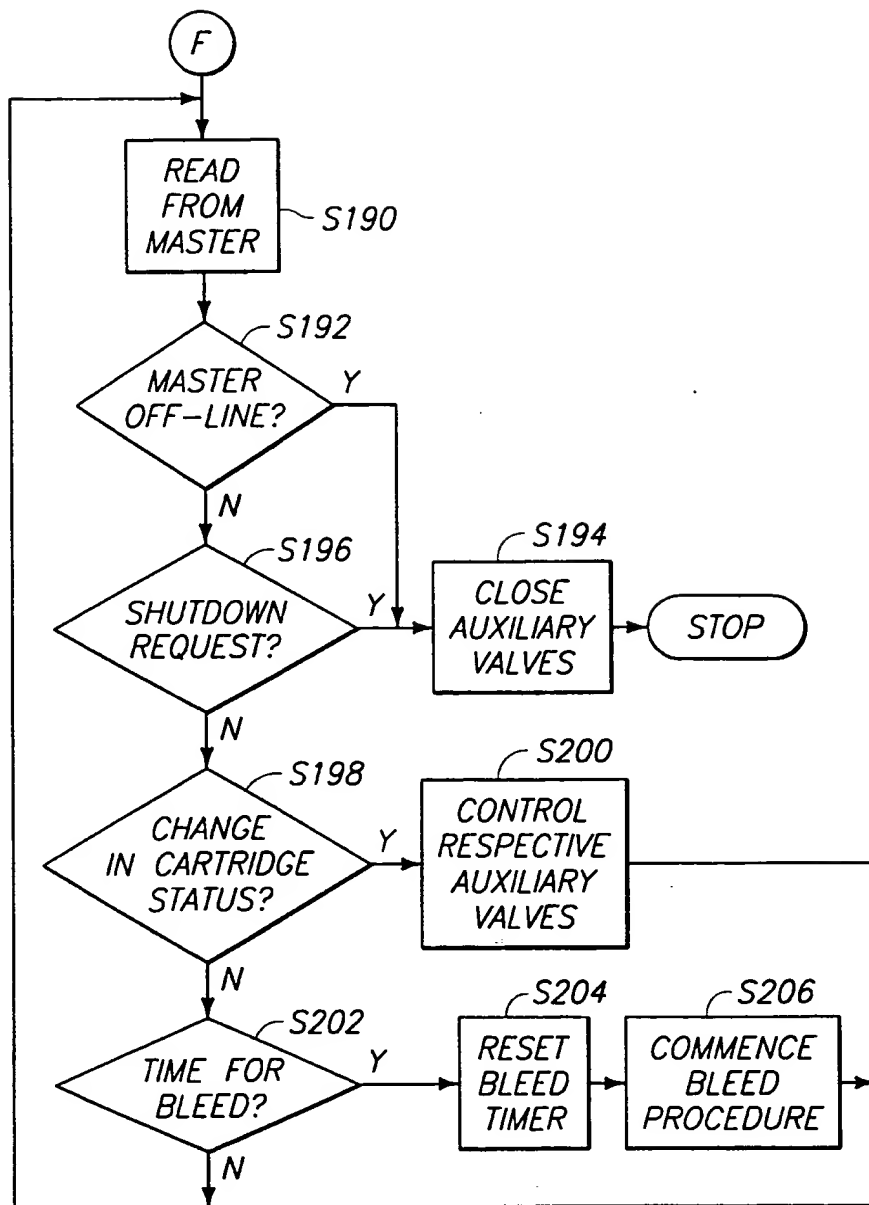 F
READ
FROM
MASTER
S190
S192
MASTER
OFF-LINE?
Y
N
S196
SHUTDOWN
REQUEST?
Y
N
S194
CLOSE
AUXILIARY
VALVES
STOP
S198
CHANGE
IN CARTRIDGE
STATUS?
Y
N
S200
CONTROL
RESPECTIVE
AUXILIARY
VALVES
S202
TIME FOR
BLEED?
Y
N
S204
RESET
BLEED
TIMER
S206
COMMENCE
BLEED
PROCEDURE